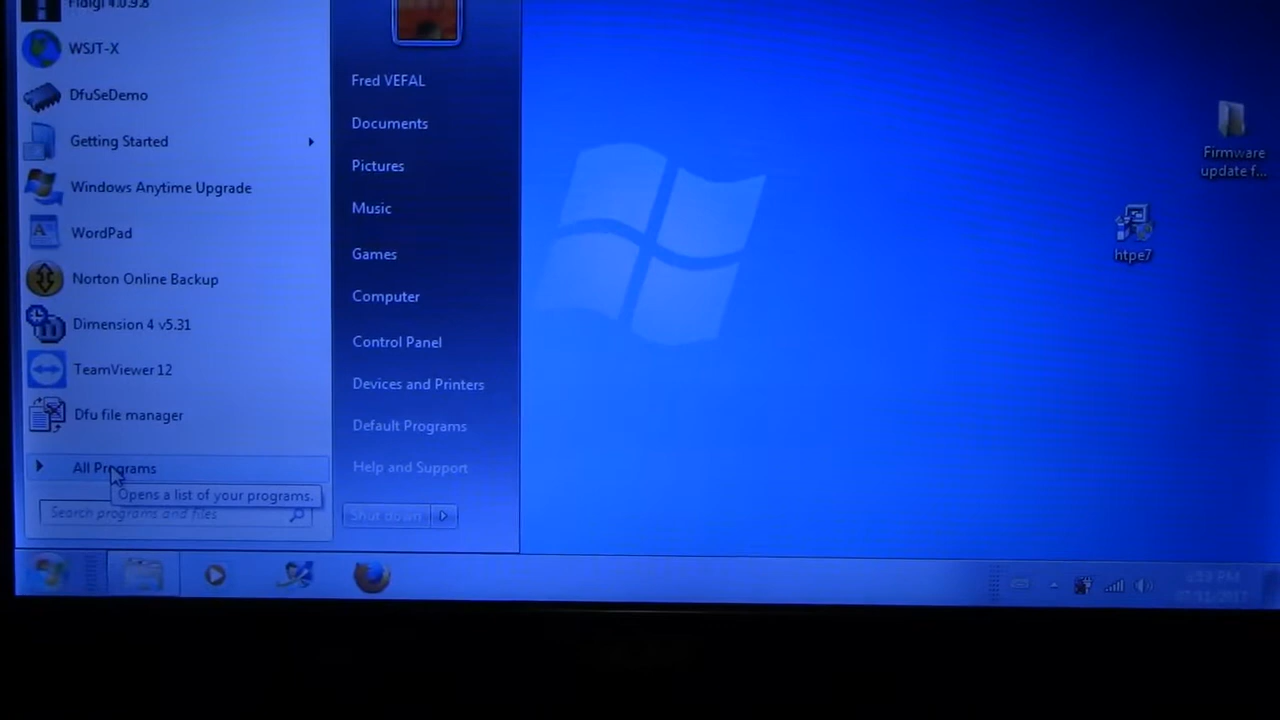 Fldigi 4.0.9.8
WSJT-X
DfuSeDemo
Getting Started
Windows Anytime Upgrade
WordPad
Norton Online Backup
Dimension 4 v5.31
TeamViewer 12
Dfu file manager
All Programs
Opens a list of your programs.
Search programs and files
Fred VEFAL
Documents
Pictures
Music
Games
Computer
Control Panel
Devices and Printers
Default Programs
Help and Support
Shut down
Firmware
update f...
htpe7